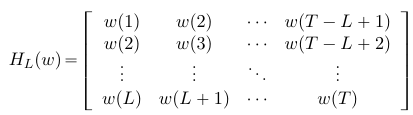 H_L(w) = [ w(1) w(2) ⋯ w(T − L + 1)
w(2) w(3) ⋯ w(T − L + 2)
⋮ ⋮ ⋱ ⋮
w(L) w(L + 1) ⋯ w(T) ]